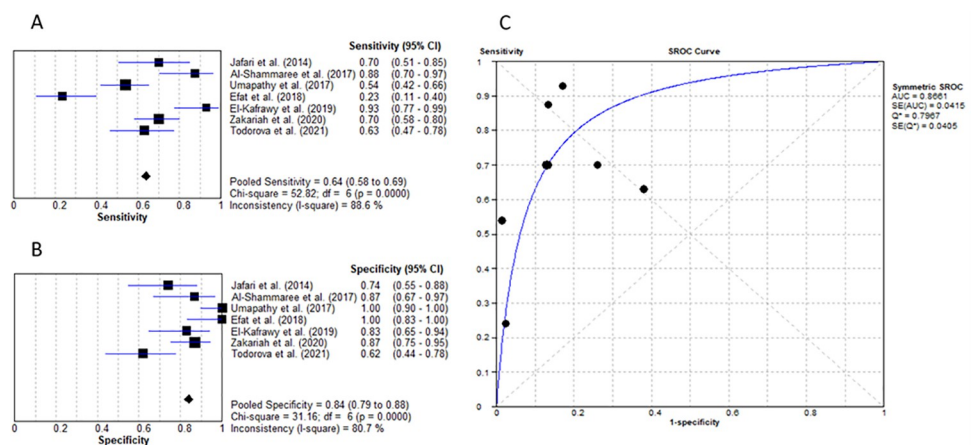 A
Sensitivity (95% CI)
Jafari et al. (2014) 0.70 (0.51 - 0.85)
Al-Shammaree et al. (2017) 0.88 (0.70 - 0.97)
Umapathy et al. (2017) 0.54 (0.42 - 0.66)
Efat et al. (2018) 0.23 (0.11 - 0.40)
El-Kafrawy et al. (2019) 0.93 (0.77 - 0.99)
Zakariah et al. (2020) 0.70 (0.58 - 0.80)
Todorova et al. (2021) 0.63 (0.47 - 0.78)
Pooled Sensitivity = 0.64 (0.58 to 0.69)
Chi-square = 52.82; df = 6 (p = 0.0000)
Inconsistency (I-square) = 88.6 %
0 0.2 0.4 0.6 0.8 1
Sensitivity
B
Specificity (95% CI)
Jafari et al. (2014) 0.74 (0.55 - 0.88)
Al-Shammaree et al. (2017) 0.87 (0.67 - 0.97)
Umapathy et al. (2017) 1.00 (0.90 - 1.00)
Efat et al. (2018) 1.00 (0.83 - 1.00)
El-Kafrawy et al. (2019) 0.83 (0.65 - 0.94)
Zakariah et al. (2020) 0.87 (0.75 - 0.95)
Todorova et al. (2021) 0.62 (0.44 - 0.78)
Pooled Specificity = 0.84 (0.79 to 0.88)
Chi-square = 31.16; df = 6 (p = 0.0000)
Inconsistency (I-square) = 80.7 %
0 0.2 0.4 0.6 0.8 1
Specificity
C
Sensitivity SROC Curve
1
0.9
0.8
0.7
0.6
0.5
0.4
0.3
0.2
0.1
0
0 0.2 0.4 0.6 0.8 1
1-specificity
Symmetric SROC
AUC = 0.8661
SE(AUC) = 0.0415
Q* = 0.7967
SE(Q*) = 0.0405